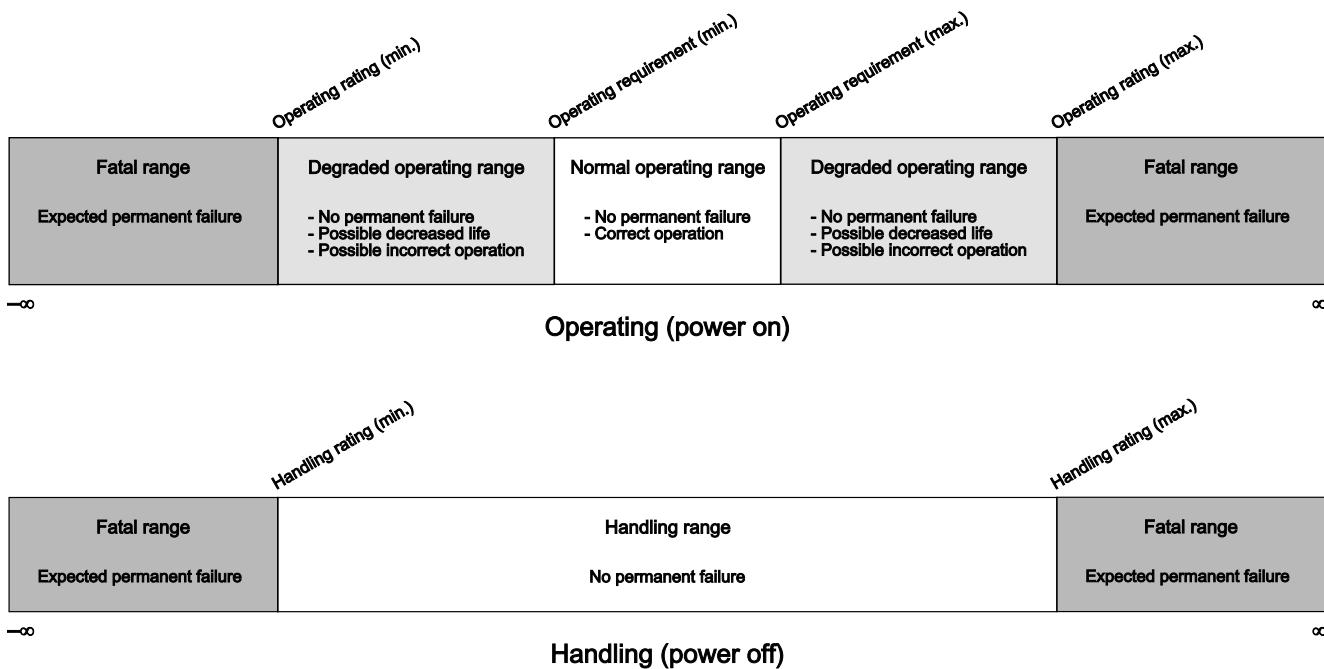 Operating rating (min.)
Operating requirement (min.)
Operating requirement (max.)
Operating rating (max.)
Fatal range
Expected permanent failure
Degraded operating range
- No permanent failure
- Possible decreased life
- Possible incorrect operation
Normal operating range
- No permanent failure
- Correct operation
Degraded operating range
- No permanent failure
- Possible decreased life
- Possible incorrect operation
Fatal range
Expected permanent failure
–∞
∞
Operating (power on)
Handling rating (min.)
Handling rating (max.)
Fatal range
Expected permanent failure
Handling range
No permanent failure
Fatal range
Expected permanent failure
–∞
∞
Handling (power off)